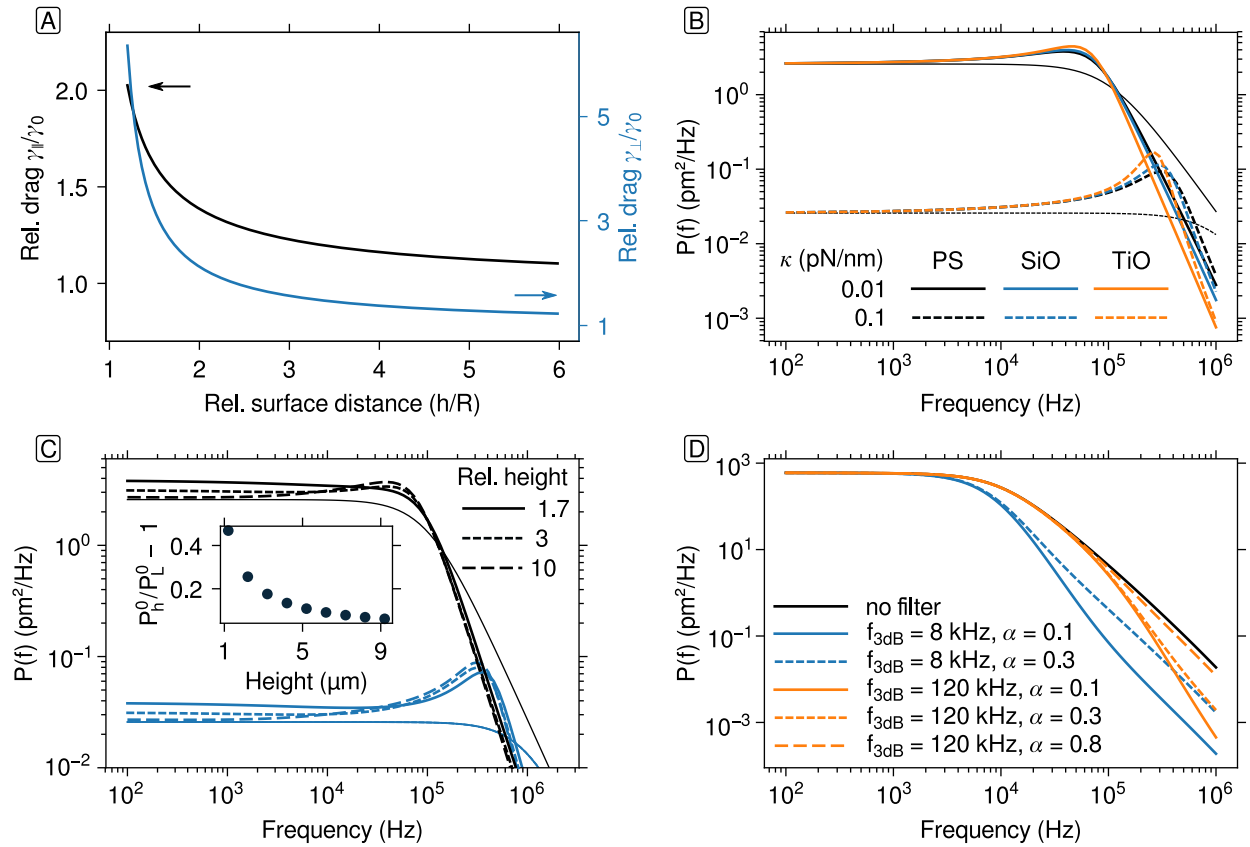 A
Rel. drag γ∥/γ0
2.0
1.5
1.0
5
3
1
Rel. drag γ⊥/γ0
1 2 3 4 5 6
Rel. surface distance (h/R)
B
P(f) (pm²/Hz)
10⁰
10⁻¹
10⁻²
10⁻³
κ (pN/nm) PS SiO TiO
0.01
0.1
10² 10³ 10⁴ 10⁵ 10⁶
Frequency (Hz)
C
P(f) (pm²/Hz)
10⁰
10⁻¹
10⁻²
Rel. height
1.7
3
10
P⁰h/P⁰L − 1
0.4
0.2
1 5 9
Height (μm)
10² 10³ 10⁴ 10⁵ 10⁶
Frequency (Hz)
D
P(f) (pm²/Hz)
10³
10¹
10⁻¹
10⁻³
no filter
f3dB = 8 kHz, α = 0.1
f3dB = 8 kHz, α = 0.3
f3dB = 120 kHz, α = 0.1
f3dB = 120 kHz, α = 0.3
f3dB = 120 kHz, α = 0.8
10² 10³ 10⁴ 10⁵ 10⁶
Frequency (Hz)